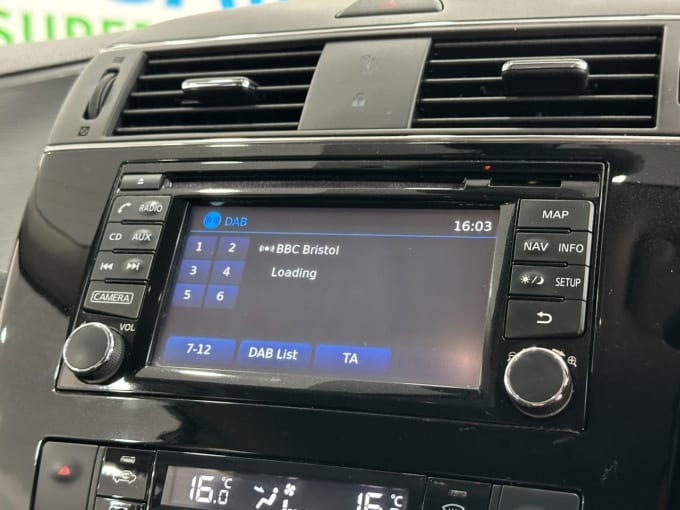 SUPER
RADIO
CD AUX
CAMERA
VOL
DAB 16:03
1 2 BBC Bristol
3 4 Loading
5 6
7-12 DAB List TA
MAP
NAV INFO
SETUP
16.0°C 16°C